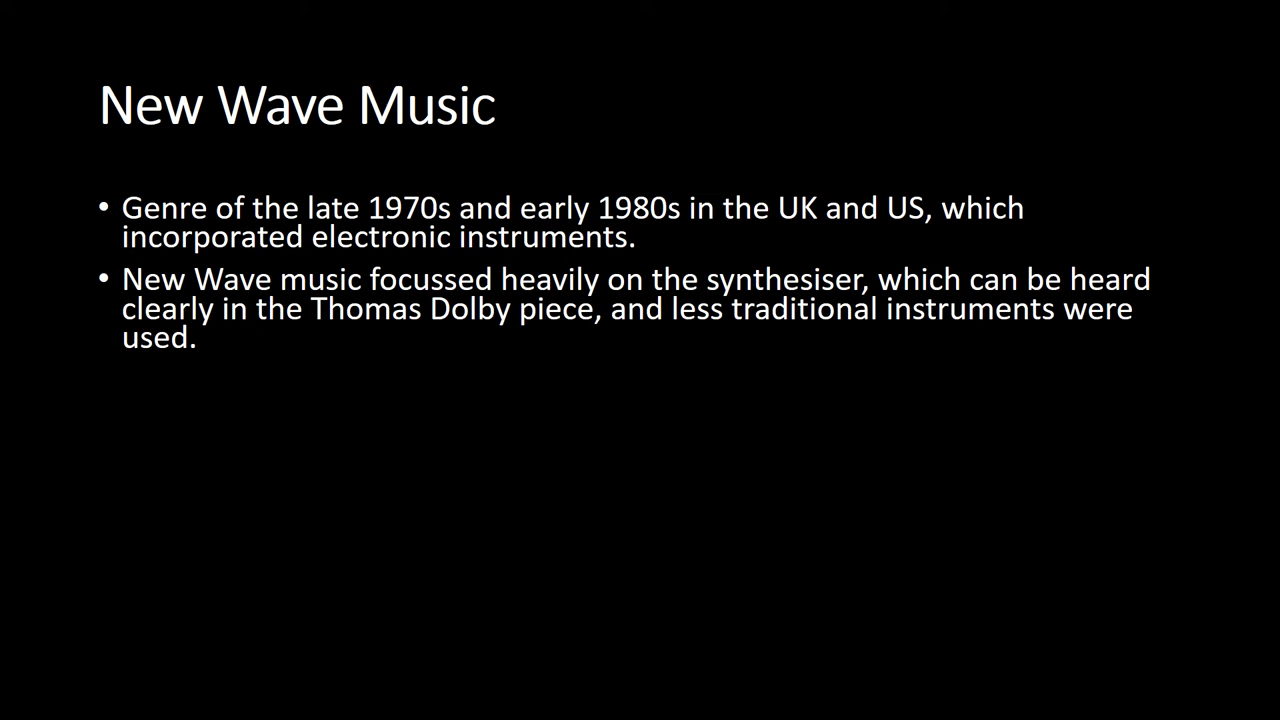 New Wave Music
• Genre of the late 1970s and early 1980s in the UK and US, which
incorporated electronic instruments.
• New Wave music focussed heavily on the synthesiser, which can be heard
clearly in the Thomas Dolby piece, and less traditional instruments were
used.